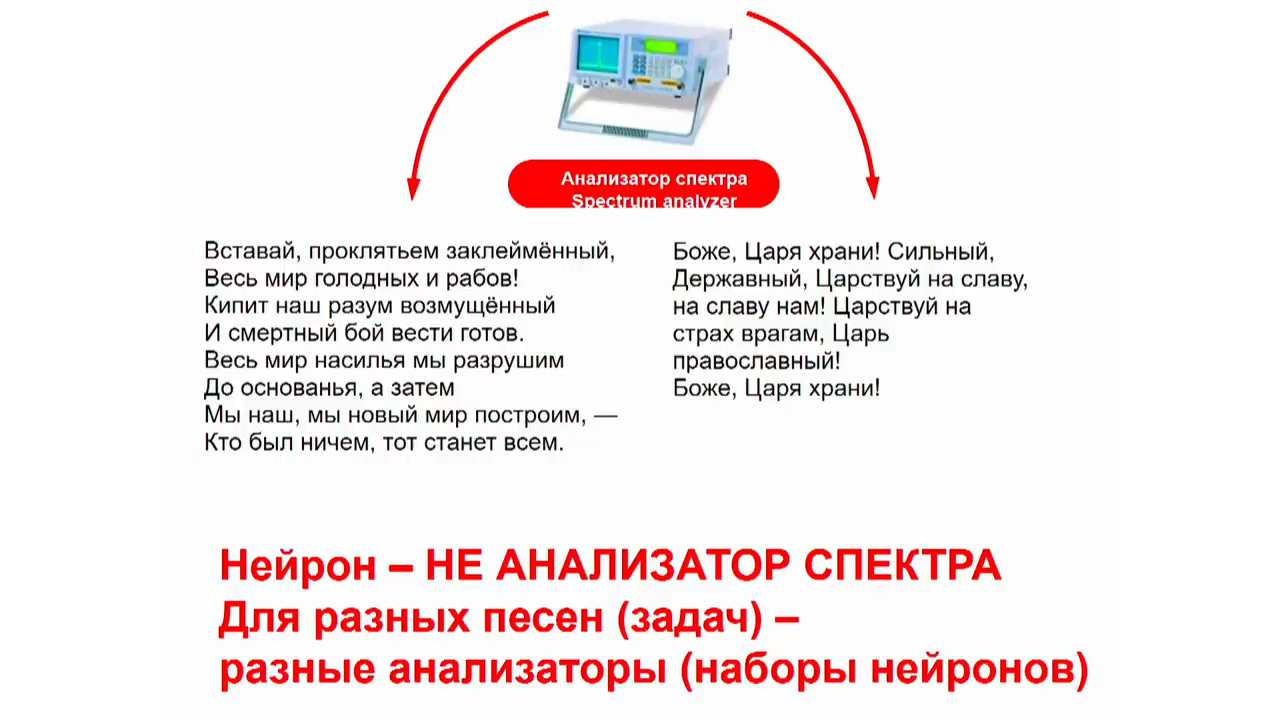 Анализатор спектра
Spectrum analyzer
Вставай, проклятьем заклеймённый,
Весь мир голодных и рабов!
Кипит наш разум возмущённый
И смертный бой вести готов.
Весь мир насилья мы разрушим
До основанья, а затем
Мы наш, мы новый мир построим, —
Кто был ничем, тот станет всем.
Боже, Царя храни! Сильный,
Державный, Царствуй на славу,
на славу нам! Царствуй на
страх врагам, Царь
православный!
Боже, Царя храни!
Нейрон – НЕ АНАЛИЗАТОР СПЕКТРА
Для разных песен (задач) –
разные анализаторы (наборы нейронов)